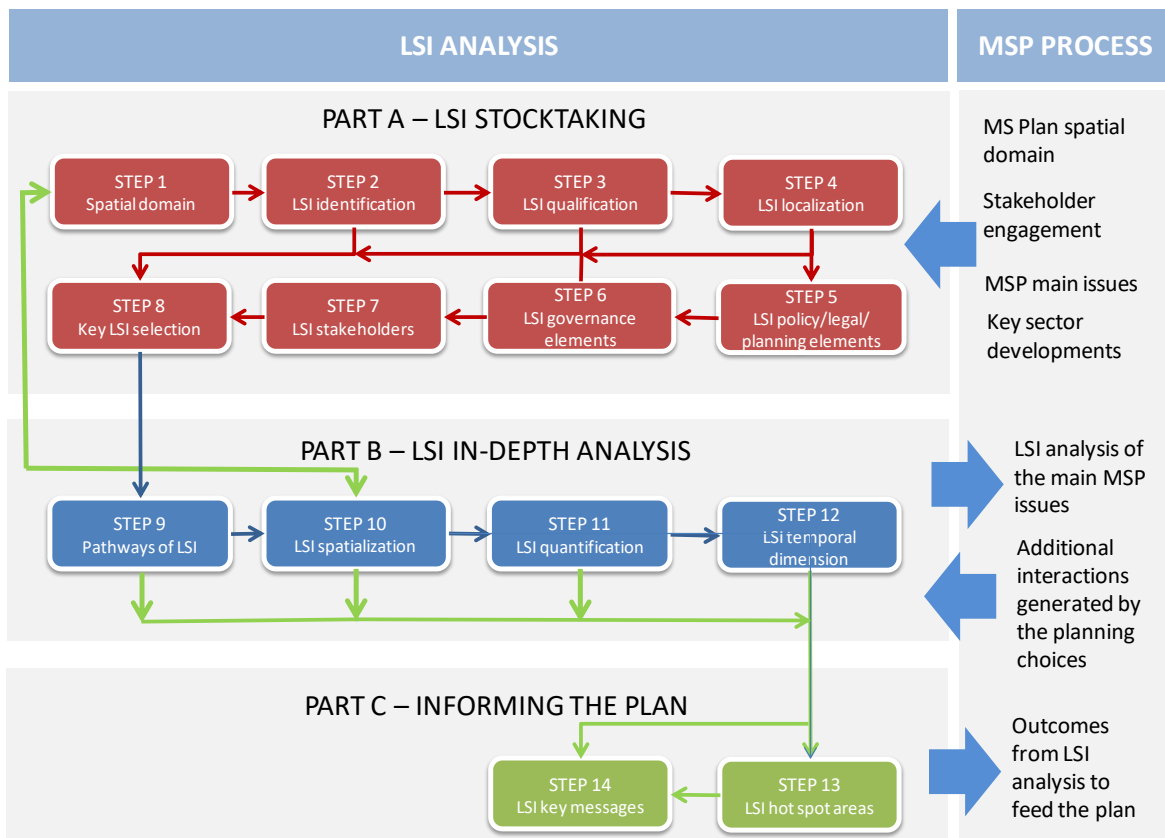 LSI ANALYSIS
MSP PROCESS
PART A – LSI STOCKTAKING
STEP 1
Spatial domain
STEP 2
LSI identification
STEP 3
LSI qualification
STEP 4
LSI localization
STEP 8
Key LSI selection
STEP 7
LSI stakeholders
STEP 6
LSI governance
elements
STEP 5
LSI policy/legal/
planning elements
MS Plan spatial
domain
Stakeholder
engagement
MSP main issues
Key sector
developments
PART B – LSI IN-DEPTH ANALYSIS
STEP 9
Pathways of LSI
STEP 10
LSI spatialization
STEP 11
LSI quantification
STEP 12
LSI temporal
dimension
LSI analysis of
the main MSP
issues
Additional
interactions
generated by
the planning
choices
PART C – INFORMING THE PLAN
STEP 14
LSI key messages
STEP 13
LSI hot spot areas
Outcomes
from LSI
analysis to
feed the plan